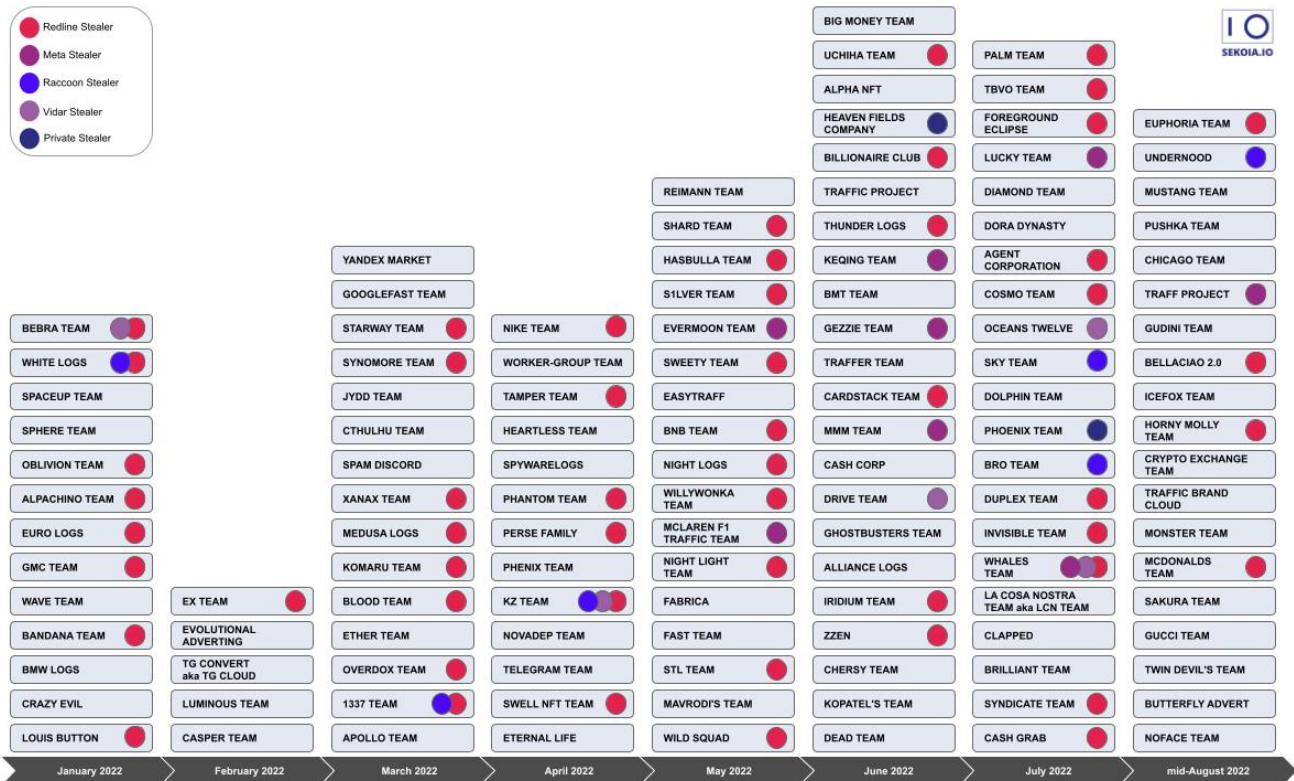 Redline Stealer
Meta Stealer
Raccoon Stealer
Vidar Stealer
Private Stealer
IO
SEKOIA.IO
BEBRA TEAM
WHITE LOGS
SPACEUP TEAM
SPHERE TEAM
OBLIVION TEAM
ALPACHINO TEAM
EURO LOGS
GMC TEAM
WAVE TEAM
BANDANA TEAM
BMW LOGS
CRAZY EVIL
LOUIS BUTTON
January 2022
EX TEAM
EVOLUTIONAL
ADVERTING
TG CONVERT
aka TG CLOUD
LUMINOUS TEAM
CASPER TEAM
February 2022
YANDEX MARKET
GOOGLEFAST TEAM
STARWAY TEAM
SYNOMORE TEAM
JYDD TEAM
CTHULHU TEAM
SPAM DISCORD
XANAX TEAM
MEDUSA LOGS
KOMARU TEAM
BLOOD TEAM
ETHER TEAM
OVERDOX TEAM
1337 TEAM
APOLLO TEAM
March 2022
NIKE TEAM
WORKER-GROUP TEAM
TAMPER TEAM
HEARTLESS TEAM
SPYWARELOGS
PHANTOM TEAM
PERSE FAMILY
PHENIX TEAM
KZ TEAM
NOVADEP TEAM
TELEGRAM TEAM
SWELL NFT TEAM
ETERNAL LIFE
April 2022
REIMANN TEAM
SHARD TEAM
HASBULLA TEAM
S1LVER TEAM
EVERMOON TEAM
SWEETY TEAM
EASYTRAFF
BNB TEAM
NIGHT LOGS
WILLYWONKA
TEAM
MCLAREN F1
TRAFFIC TEAM
NIGHT LIGHT
TEAM
FABRICA
FAST TEAM
STL TEAM
MAVRODI'S TEAM
WILD SQUAD
May 2022
BIG MONEY TEAM
UCHIHA TEAM
ALPHA NFT
HEAVEN FIELDS
COMPANY
BILLIONAIRE CLUB
TRAFFIC PROJECT
THUNDER LOGS
KEQING TEAM
BMT TEAM
GEZZIE TEAM
TRAFFER TEAM
CARDSTACK TEAM
MMM TEAM
CASH CORP
DRIVE TEAM
GHOSTBUSTERS TEAM
ALLIANCE LOGS
IRIDIUM TEAM
ZZEN
CHERSY TEAM
KOPATEL'S TEAM
DEAD TEAM
June 2022
PALM TEAM
TBVO TEAM
FOREGROUND
ECLIPSE
LUCKY TEAM
DIAMOND TEAM
DORA DYNASTY
AGENT
CORPORATION
COSMO TEAM
OCEANS TWELVE
SKY TEAM
DOLPHIN TEAM
PHOENIX TEAM
BRO TEAM
DUPLEX TEAM
INVISIBLE TEAM
WHALES
TEAM
LA COSA NOSTRA
TEAM aka LCN TEAM
CLAPPED
BRILLIANT TEAM
SYNDICATE TEAM
CASH GRAB
July 2022
EUPHORIA TEAM
UNDERNOOD
MUSTANG TEAM
PUSHKA TEAM
CHICAGO TEAM
TRAFF PROJECT
GUDINI TEAM
BELLACIAO 2.0
ICEFOX TEAM
HORNY MOLLY
TEAM
CRYPTO EXCHANGE
TEAM
TRAFFIC BRAND
CLOUD
MONSTER TEAM
MCDONALDS
TEAM
SAKURA TEAM
GUCCI TEAM
TWIN DEVIL'S TEAM
BUTTERFLY ADVERT
NOFACE TEAM
mid-August 2022